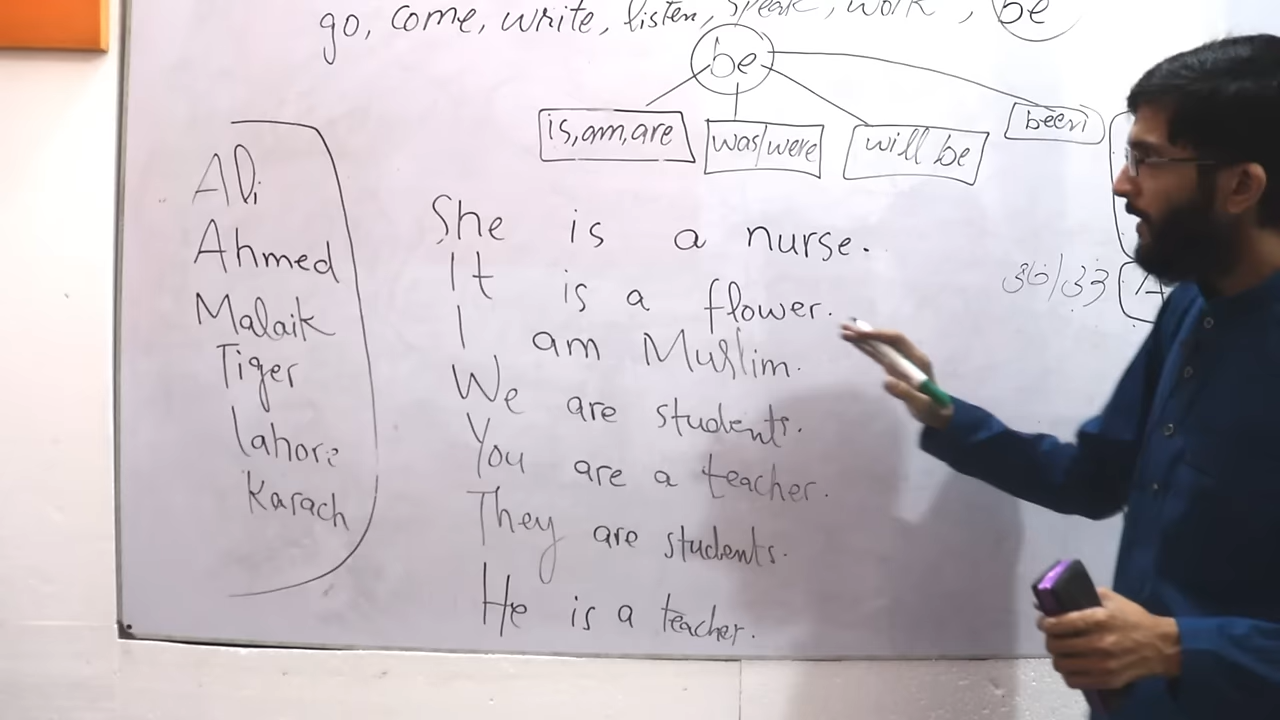 go, come, write, listen, speak, work, be
be
is, am, are
was/were
will be
been
Ali
Ahmed
Malaik
Tiger
lahore
Karach
She is a nurse.
It is a flower.
I am Muslim.
We are students.
You are a teacher.
They are students.
He is a teacher.